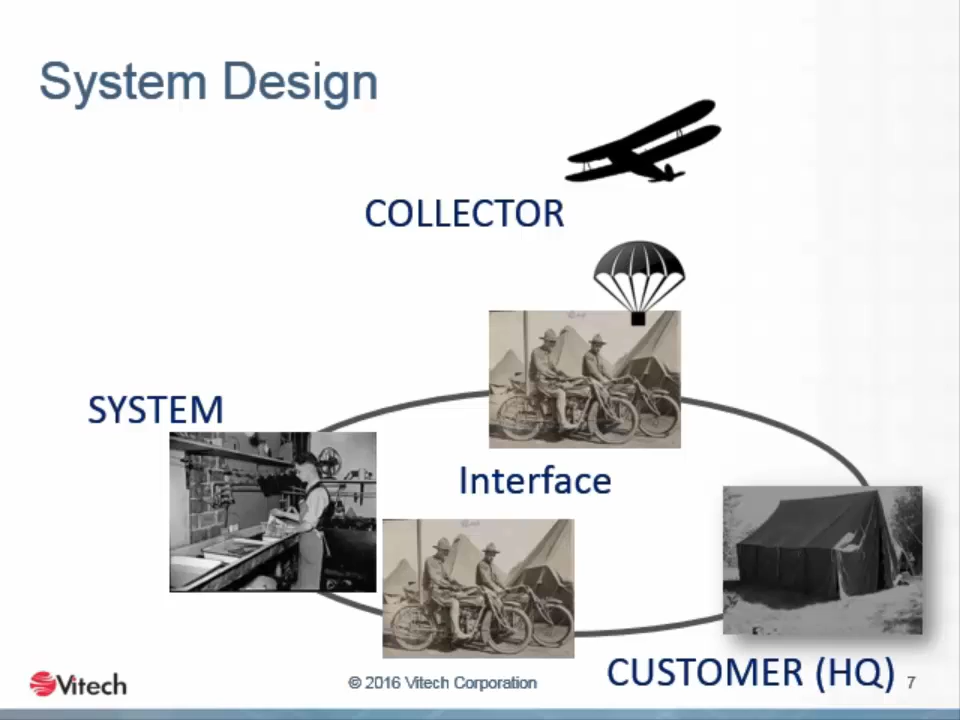 System Design
COLLECTOR
SYSTEM
Interface
CUSTOMER (HQ)
Vitech
© 2016 Vitech Corporation
7